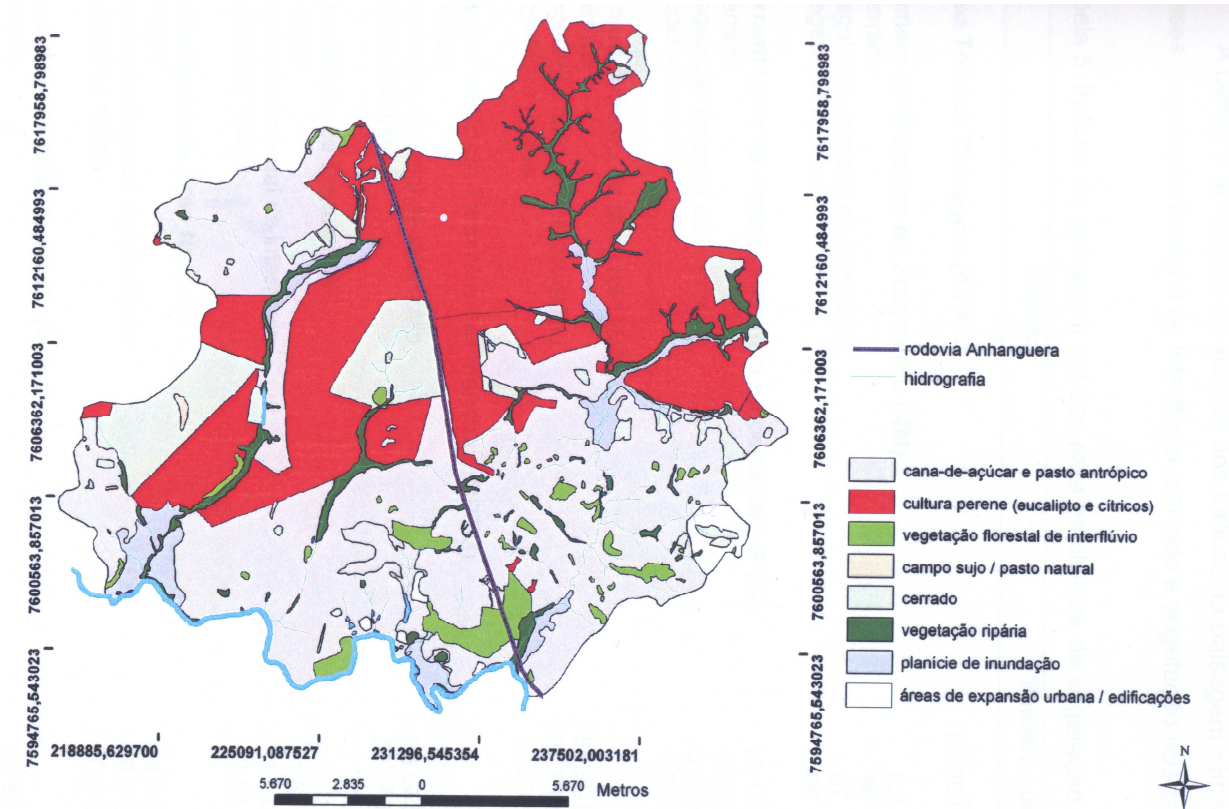 7617958,798983
7612160,484993
7606362,171003
7600563,857013
7594765,543023
7617958,798983
7612160,484993
7606362,171003
7600563,857013
7594765,543023
rodovia Anhanguera
hidrografia
cana-de-açúcar e pasto antrópico
cultura perene (eucalipto e cítricos)
vegetação florestal de interflúvio
campo sujo / pasto natural
cerrado
vegetação ripária
planície de inundação
áreas de expansão urbana / edificações
218885,629700
225091,087527
231296,545354
237502,003181
5.670 2.835 0 5.670 Metros
N